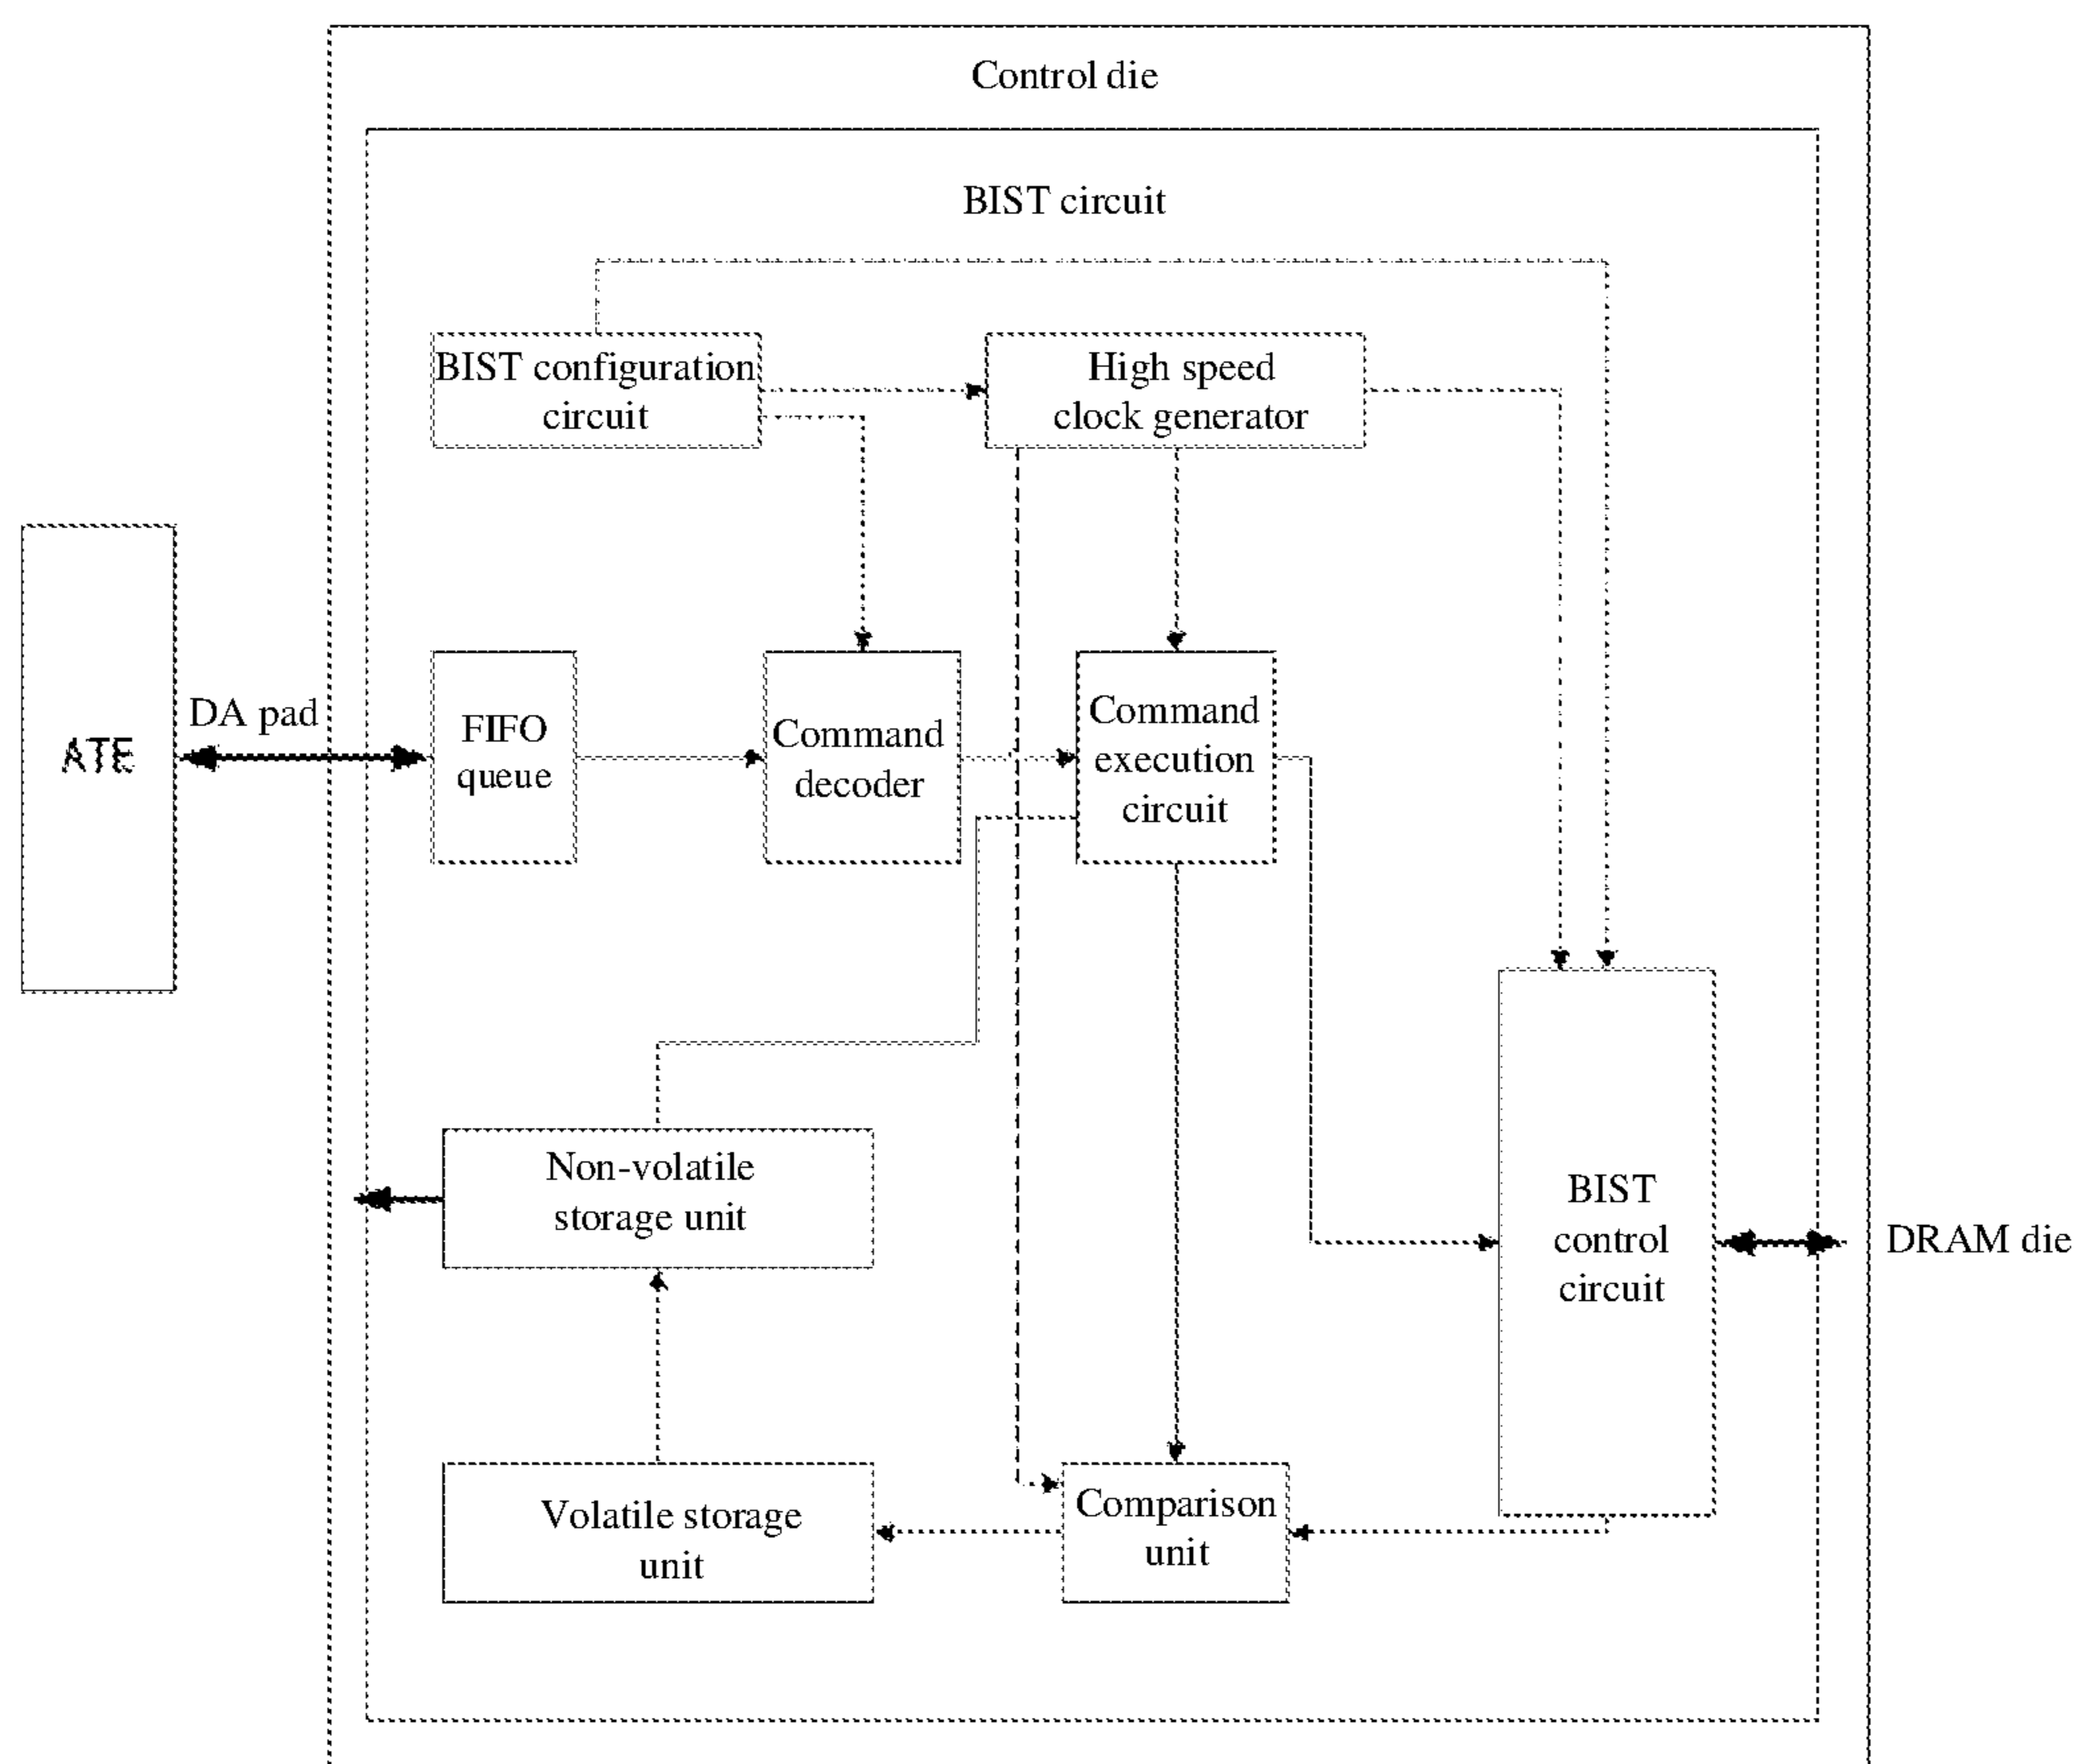 Control die
BIST circuit
BIST configuration
circuit
High speed
clock generator
ATE
DA pad
FIFO
queue
Command
decoder
Command
execution
circuit
Non-volatile
storage unit
BIST
control
circuit
DRAM die
Volatile storage
unit
Comparison
unit